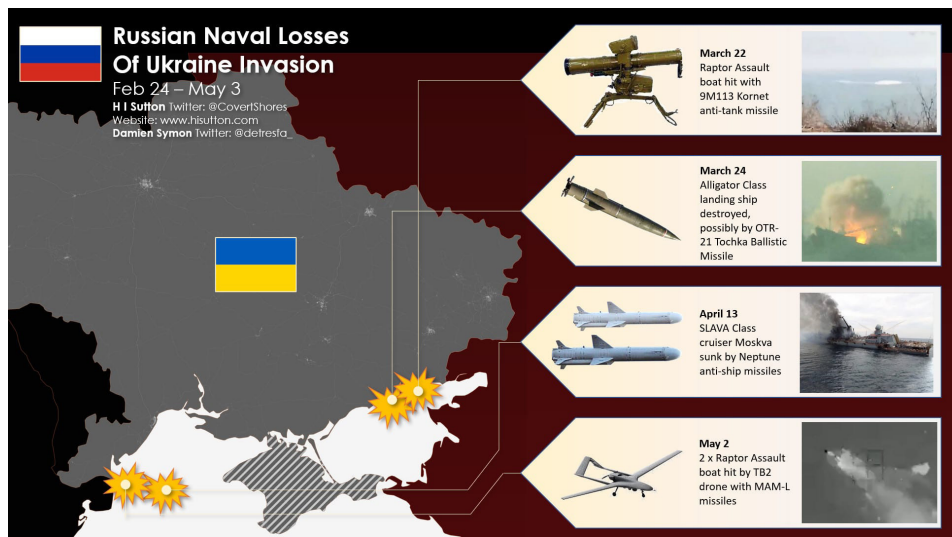 Russian Naval Losses
Of Ukraine Invasion
Feb 24 – May 3
H I Sutton Twitter: @CovertShores
Website: www.hisutton.com
Damien Symon Twitter: @detresfa_
March 22
Raptor Assault
boat hit with
9M113 Kornet
anti-tank missile
March 24
Alligator Class
landing ship
destroyed,
possibly by OTR-
21 Tochka Ballistic
Missile
April 13
SLAVA Class
cruiser Moskva
sunk by Neptune
anti-ship missiles
May 2
2 x Raptor Assault
boat hit by TB2
drone with MAM-L
missiles